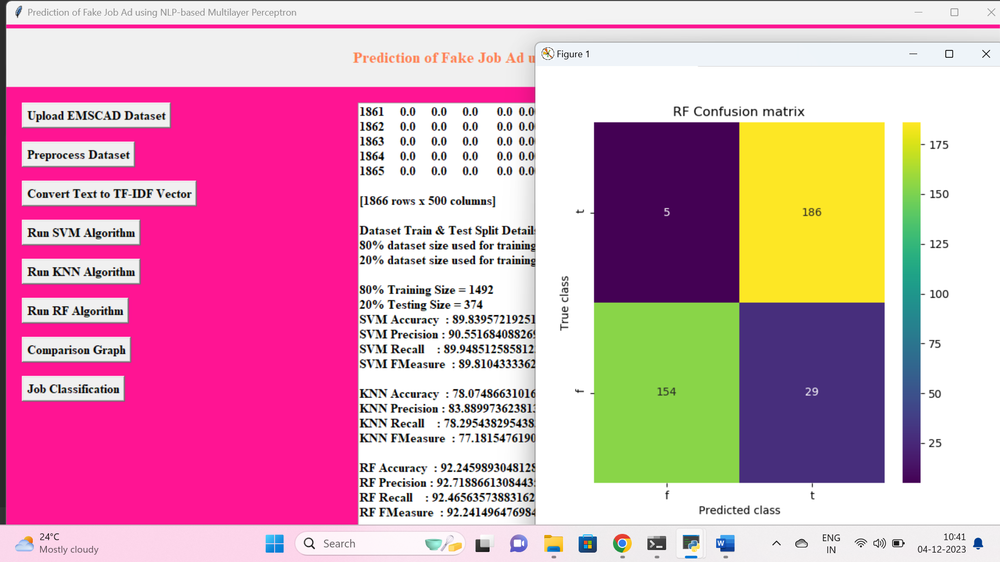 Prediction of Fake Job Ad using NLP-based Multilayer Perceptron
Prediction of Fake Job Ad u
Upload EMSCAD Dataset
Preprocess Dataset
Convert Text to TF-IDF Vector
Run SVM Algorithm
Run KNN Algorithm
Run RF Algorithm
Comparison Graph
Job Classification
1861 0.0 0.0 0.0 0.0 0.0
1862 0.0 0.0 0.0 0.0 0.0
1863 0.0 0.0 0.0 0.0 0.0
1864 0.0 0.0 0.0 0.0 0.0
1865 0.0 0.0 0.0 0.0 0.0
[1866 rows x 500 columns]
Dataset Train & Test Split Details
80% dataset size used for training
20% dataset size used for training
80% Training Size = 1492
20% Testing Size = 374
SVM Accuracy : 89.83957219251
SVM Precision : 90.551684088269
SVM Recall : 89.948512585812
SVM FMeasure : 89.8104333362
KNN Accuracy : 78.07486631016
KNN Precision : 83.889973623813
KNN Recall : 78.295438295438
KNN FMeasure : 77.1815476190
RF Accuracy : 92.2459893048128
RF Precision : 92.71886613084435
RF Recall : 92.46563573883162
RF FMeasure : 92.241496476984
Figure 1
RF Confusion matrix
True class
t
f
5
186
154
29
f
t
Predicted class
175
150
125
100
75
50
25
24°C
Mostly cloudy
Search
ENG
IN
10:41
04-12-2023